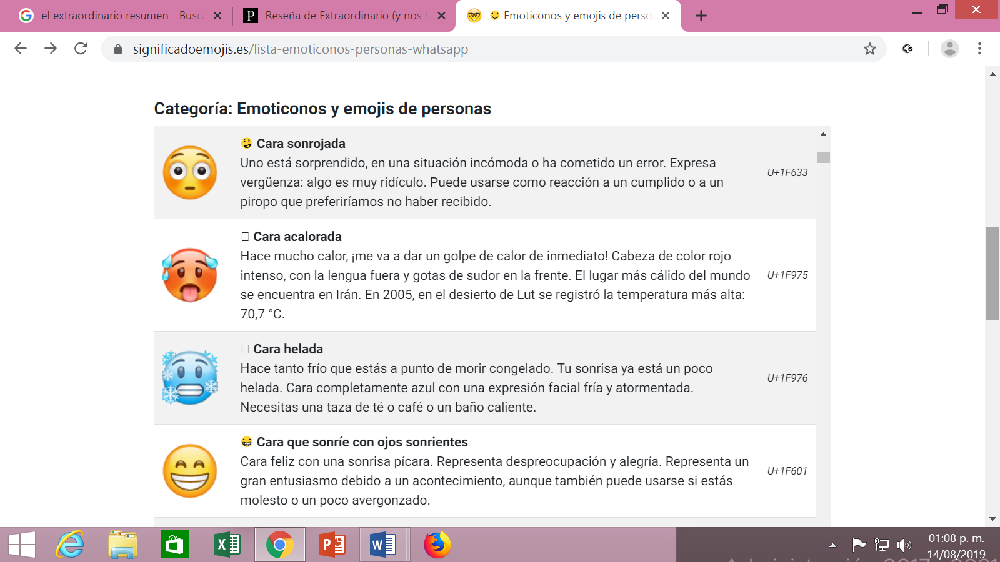 el extraordinario resumen - Busc
Reseña de Extraordinario (y nos h
Emoticonos y emojis de perso
significadoemojis.es/lista-emoticonos-personas-whatsapp
Categoría: Emoticonos y emojis de personas
Cara sonrojada
Uno está sorprendido, en una situación incómoda o ha cometido un error. Expresa
vergüenza: algo es muy ridículo. Puede usarse como reacción a un cumplido o a un
piropo que preferiríamos no haber recibido.
U+1F633
Cara acalorada
Hace mucho calor, ¡me va a dar un golpe de calor de inmediato! Cabeza de color rojo
intenso, con la lengua fuera y gotas de sudor en la frente. El lugar más cálido del mundo
se encuentra en Irán. En 2005, en el desierto de Lut se registró la temperatura más alta:
70,7 °C.
U+1F975
Cara helada
Hace tanto frío que estás a punto de morir congelado. Tu sonrisa ya está un poco
helada. Cara completamente azul con una expresión facial fría y atormentada.
Necesitas una taza de té o café o un baño caliente.
U+1F976
Cara que sonríe con ojos sonrientes
Cara feliz con una sonrisa pícara. Representa despreocupación y alegría. Representa un
gran entusiasmo debido a un acontecimiento, aunque también puede usarse si estás
molesto o un poco avergonzado.
U+1F601
01:08 p. m.
14/08/2019